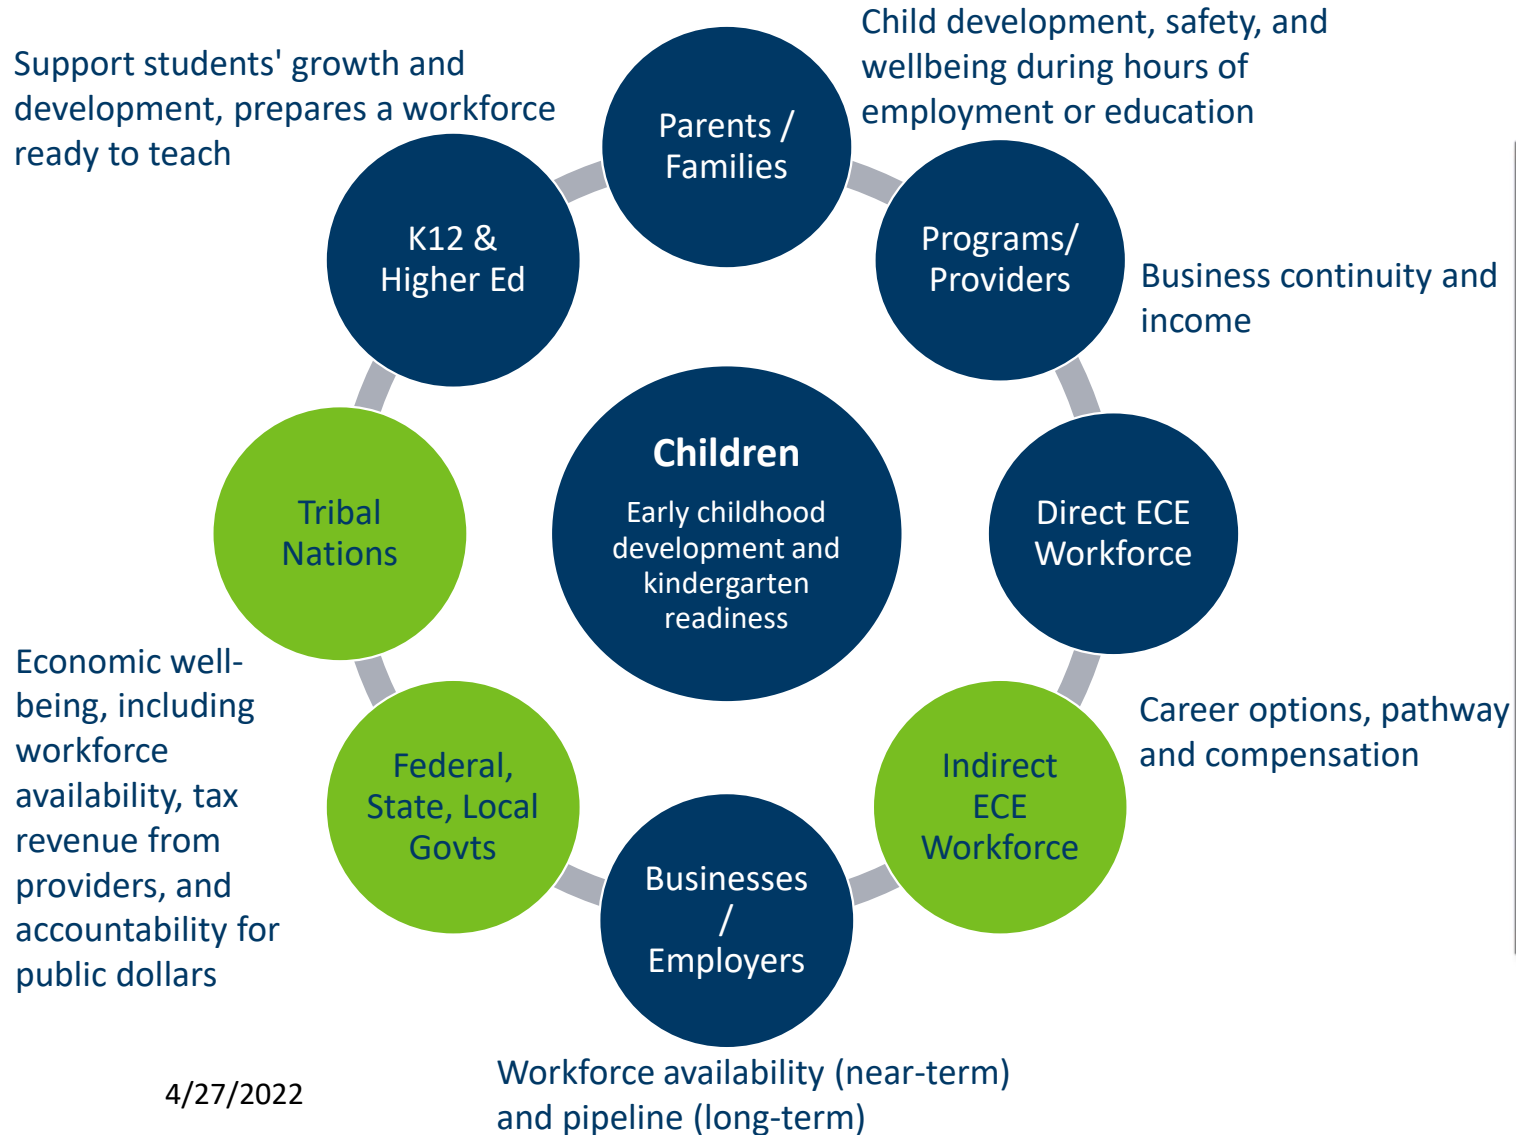 Support students' growth and
development, prepares a workforce
ready to teach
Parents /
Families
Child development, safety, and
wellbeing during hours of
employment or education
K12 &
Higher Ed
Programs/
Providers
Business continuity and
income
Tribal
Nations
Children
Early childhood
development and
kindergarten
readiness
Direct ECE
Workforce
Economic well-
being, including
workforce
availability, tax
revenue from
providers, and
accountability for
public dollars
Federal,
State, Local
Govts
Indirect
ECE
Workforce
Career options, pathway
and compensation
Businesses
/
Employers
Workforce availability (near-term)
and pipeline (long-term)
4/27/2022